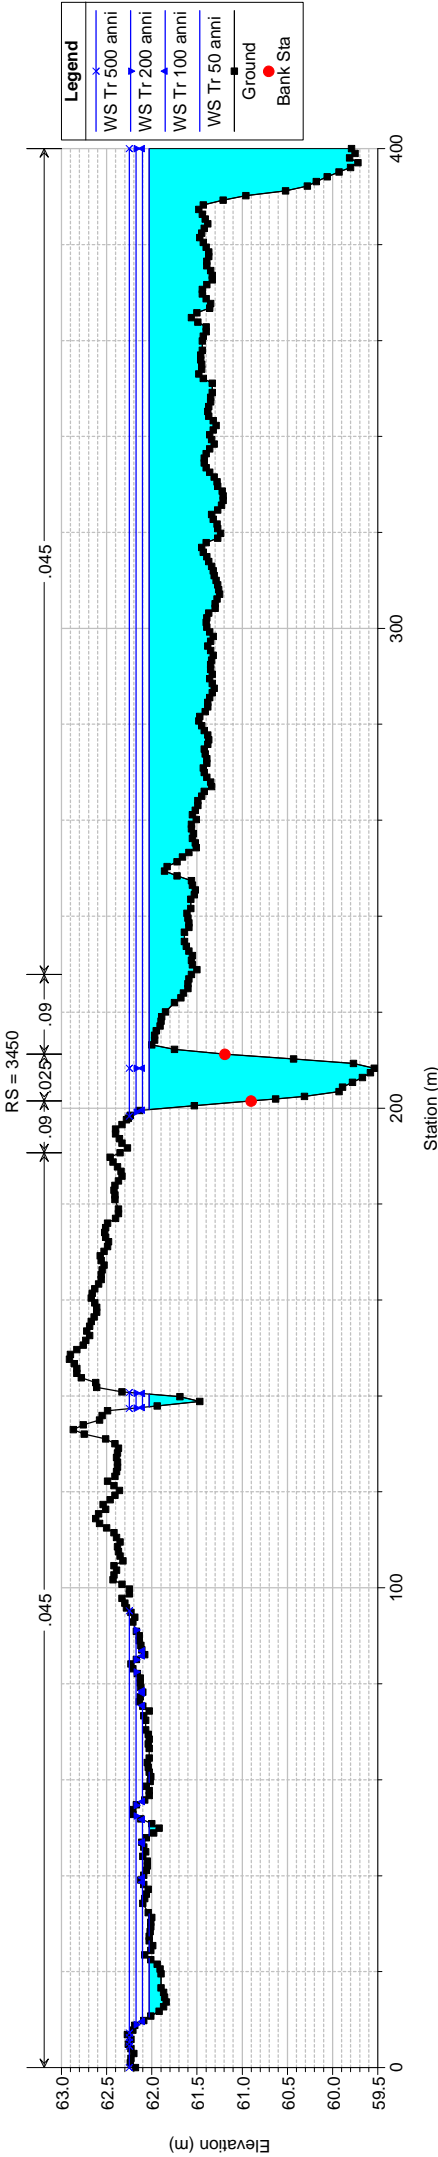 RS = 3450
.045
.09
.025
.09
.045
Legend
WS Tr 500 anni
WS Tr 200 anni
WS Tr 100 anni
WS Tr 50 anni
Ground
Bank Sta
63.0
62.5
62.0
61.5
61.0
60.5
60.0
59.5
Elevation (m)
0
100
200
300
400
Station (m)